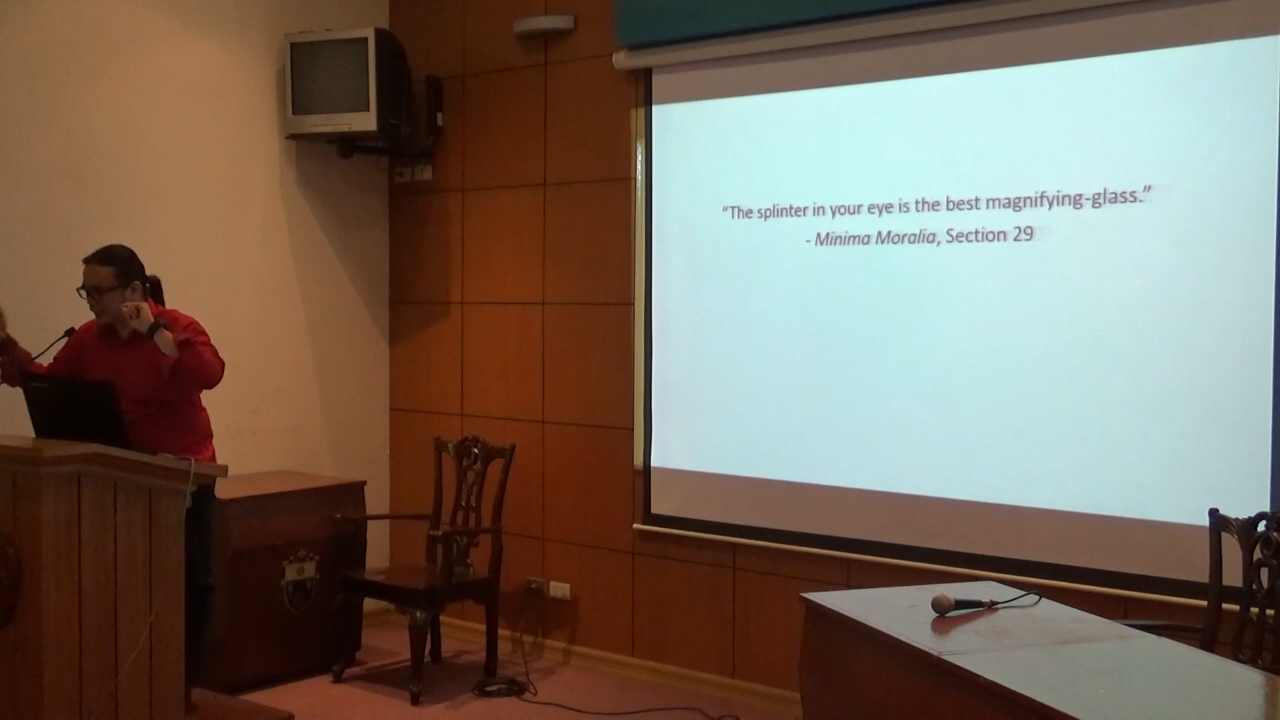 “The splinter in your eye is the best magnifying-glass.”
- Minima Moralia, Section 29